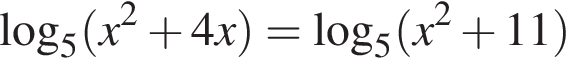 log₅(x² + 4x) = log₅(x² + 11)